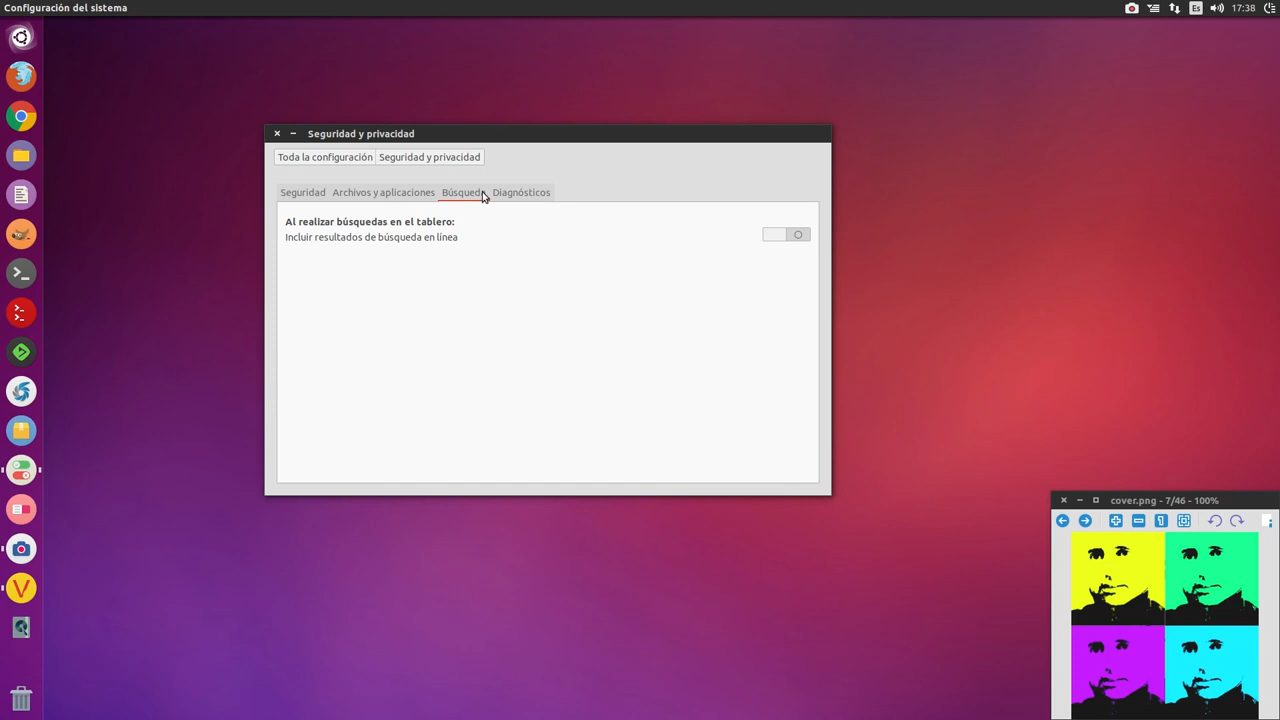 Configuración del sistema
Es
17:38
Seguridad y privacidad
Toda la configuración
Seguridad y privacidad
Seguridad
Archivos y aplicaciones
Búsqueda
Diagnósticos
Al realizar búsquedas en el tablero:
Incluir resultados de búsqueda en línea
cover.png - 7/46 - 100%